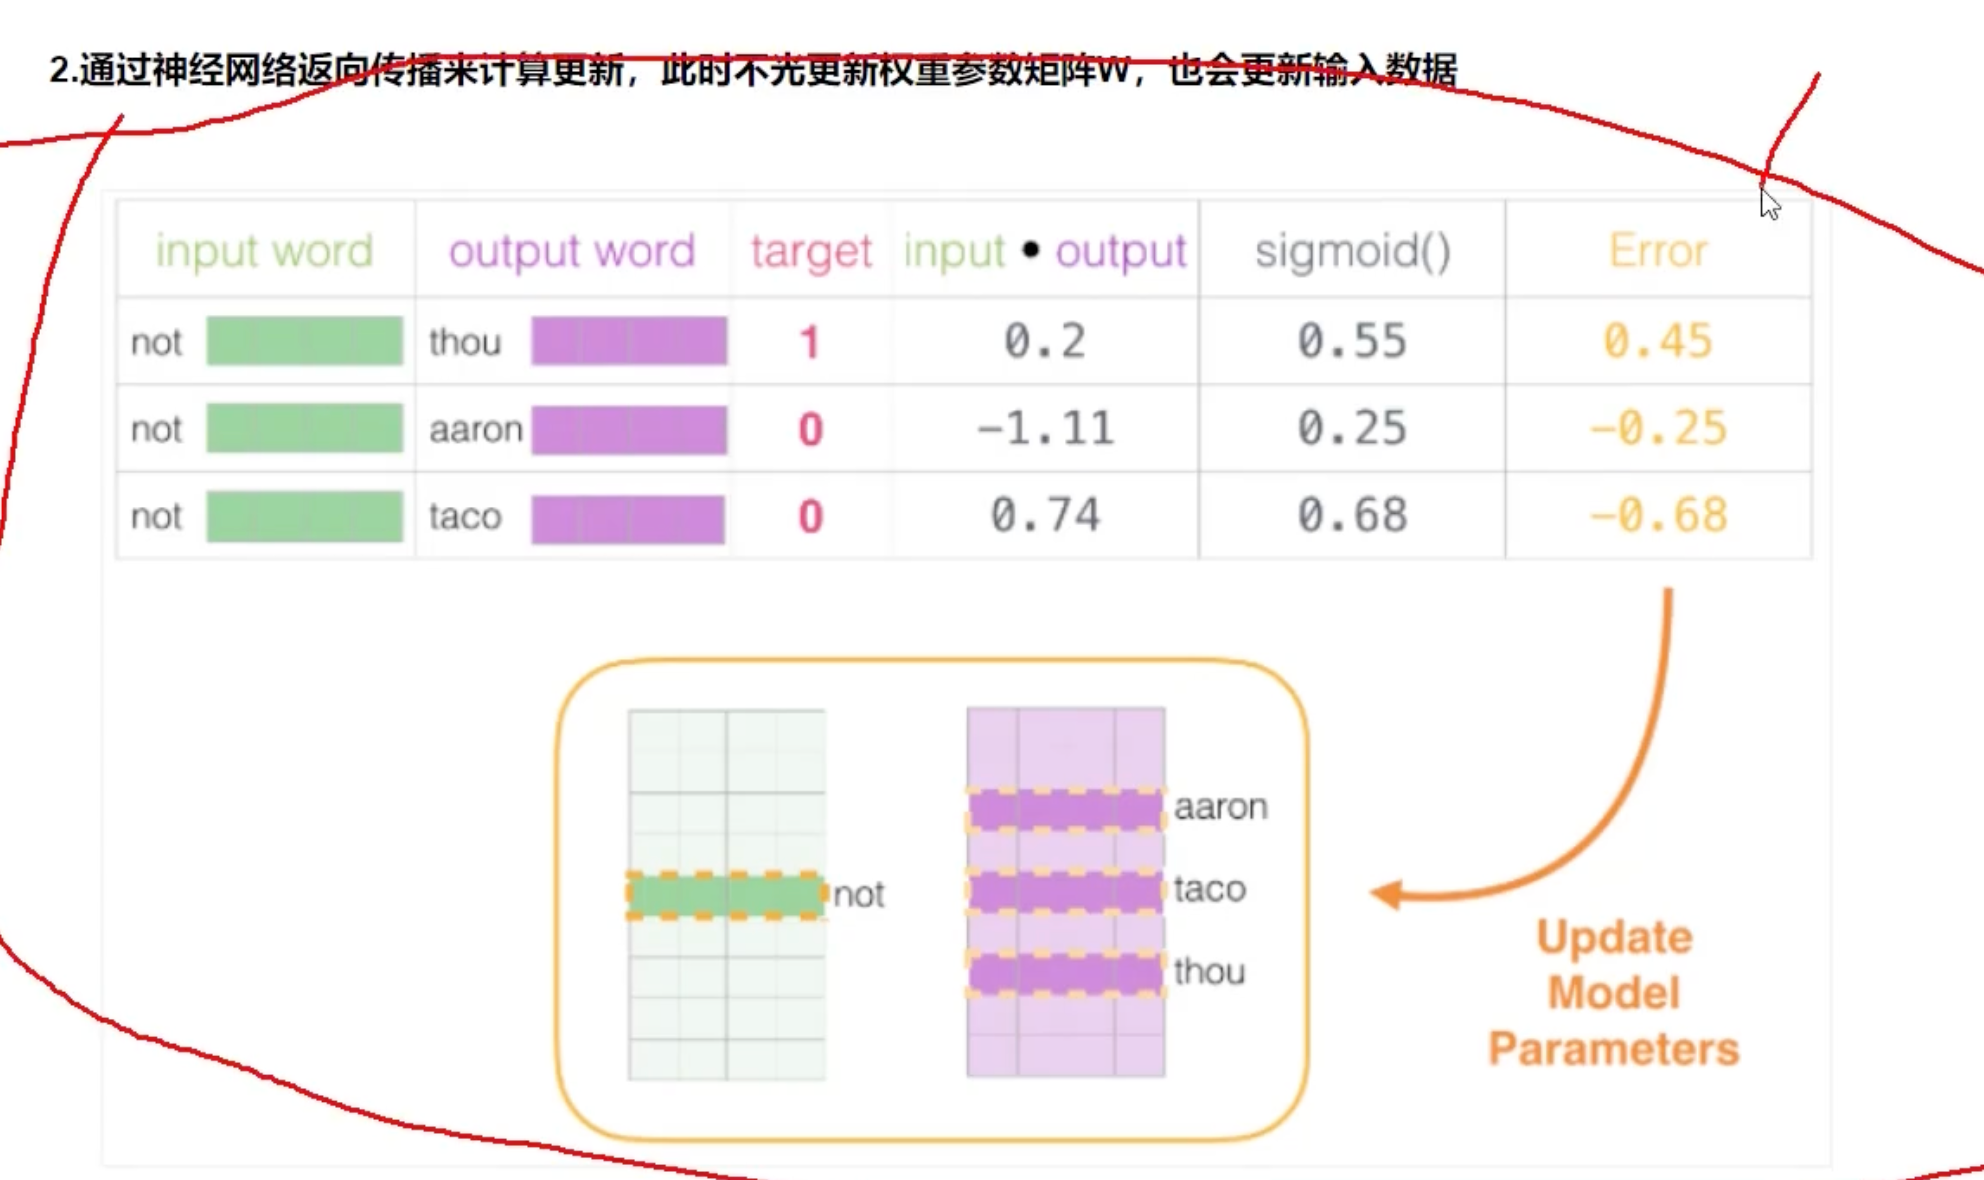 2.通过神经网络返向传播来计算更新，此时不光更新权重参数矩阵W，也会更新输入数据
input word output word target input • output sigmoid() Error
not thou 1 0.2 0.55 0.45
not aaron 0 -1.11 0.25 -0.25
not taco 0 0.74 0.68 -0.68
aaron
not taco
thou
Update
Model
Parameters